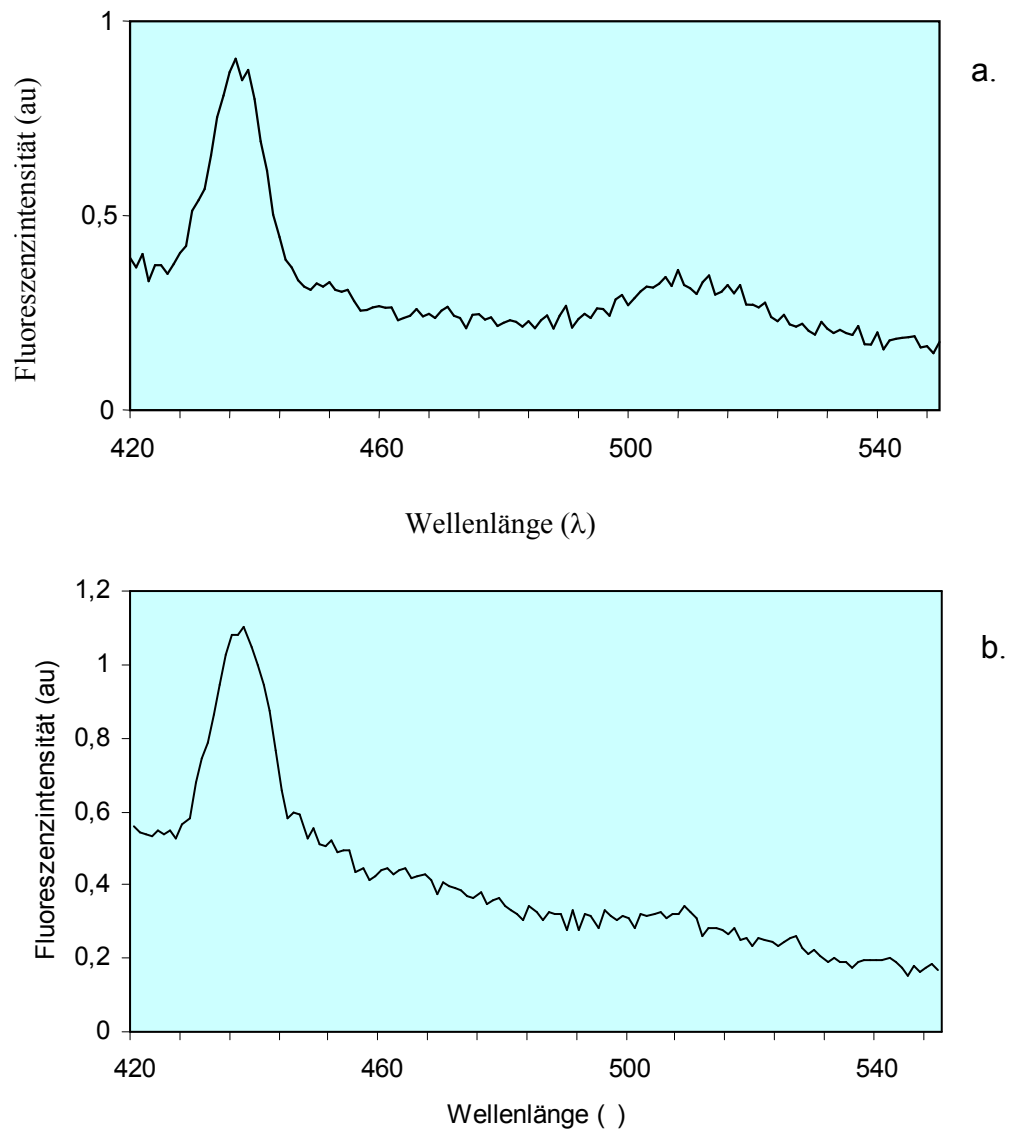 1
a.
Fluoreszenzintensität (au)
0,5
0
420 460 500 540
Wellenlänge (λ)
1,2
b.
1
0,8
Fluoreszenzintensität (au)
0,6
0,4
0,2
0
420 460 500 540
Wellenlänge ( )